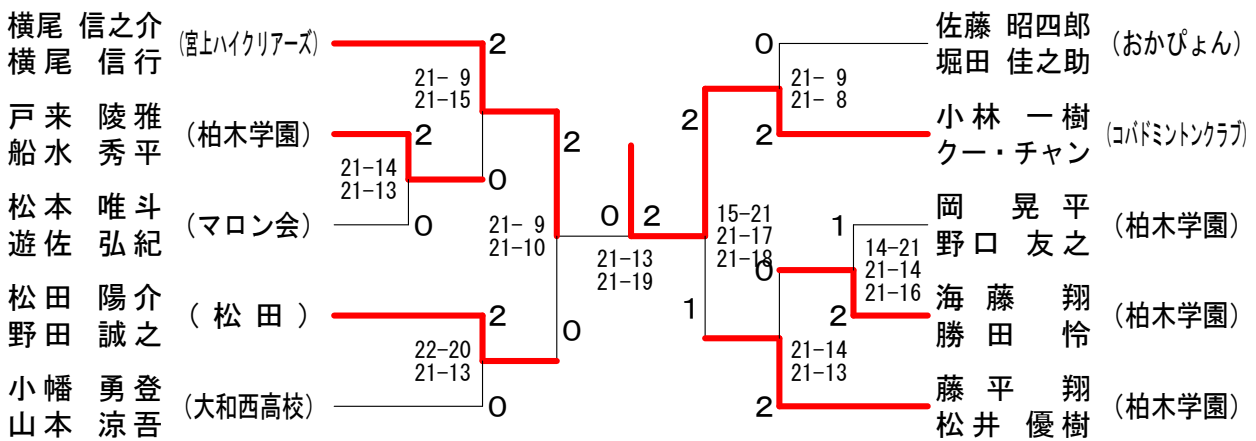 横尾 信之介
横尾 信行
(宮上ハイクリアーズ)
2
21- 9
21-15
戸来 陵雅
船水 秀平
(柏木学園)
2
21-14
21-13
0
松本 唯斗
遊佐 弘紀
(マロン会)
0
2
21- 9
21-10
松田 陽介
野田 誠之
(松田)
2
22-20
21-13
0
小幡 勇登
山本 涼吾
(大和西高校)
0
0
2
21-13
21-19
佐藤 昭四郎
堀田 佳之助
(おかぴょん)
0
21- 9
21- 8
2
小林 一樹
クー・チャン
(コバドミントンクラブ)
2
15-21
21-17
21-18
岡 晃平
野口 友之
(柏木学園)
1
14-21
21-14
21-16
0
海藤 翔
勝田 怜
(柏木学園)
2
1
21-14
21-13
藤平 翔
松井 優樹
(柏木学園)
2